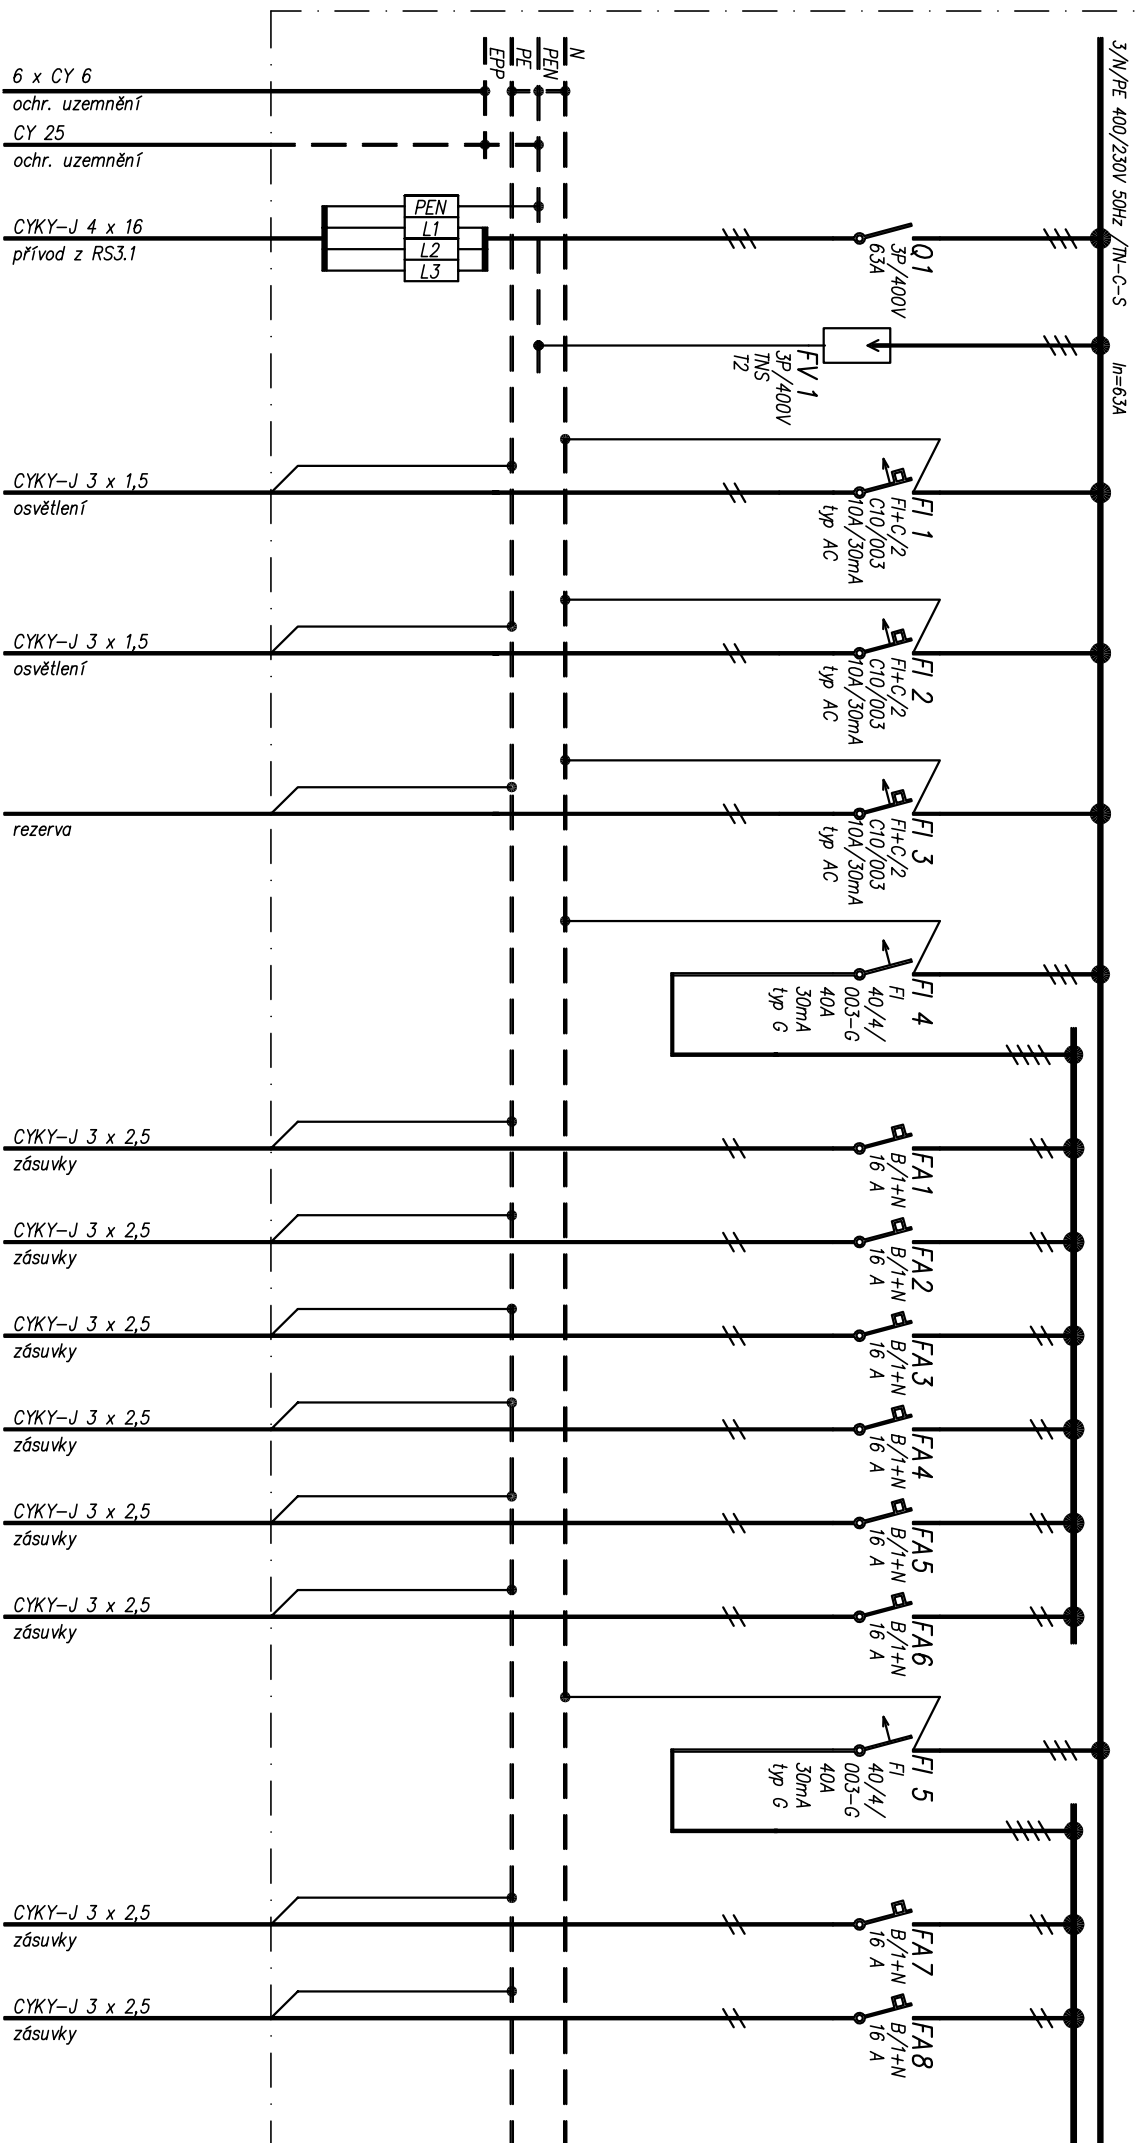 3/N/PE 400/230V 50Hz /TN-C-S In=63A
N
PEN
PE
EPP
6 x CY 6
ochr. uzemnění
CY 25
ochr. uzemnění
CYKY-J 4 x 16
přívod z RS3.1
PEN
L1
L2
L3
Q1
3P/400V
63A
FV 1
3P/400V
TNS
T2
CYKY-J 3 x 1,5
osvětlení
FI 1
FI+C/2
C10/003
10A/30mA
typ AC
CYKY-J 3 x 1,5
osvětlení
FI 2
FI+C/2
C10/003
10A/30mA
typ AC
rezerva
FI 3
FI+C/2
C10/003
10A/30mA
typ AC
FI 4
FI
40/4/
003-G
40A
30mA
typ G
CYKY-J 3 x 2,5
zásuvky
FA1
B/1+N
16 A
CYKY-J 3 x 2,5
zásuvky
FA2
B/1+N
16 A
CYKY-J 3 x 2,5
zásuvky
FA3
B/1+N
16 A
CYKY-J 3 x 2,5
zásuvky
FA4
B/1+N
16 A
CYKY-J 3 x 2,5
zásuvky
FA5
B/1+N
16 A
CYKY-J 3 x 2,5
zásuvky
FA6
B/1+N
16 A
FI 5
FI
40/4/
003-G
40A
30mA
typ G
CYKY-J 3 x 2,5
zásuvky
FA7
B/1+N
16 A
CYKY-J 3 x 2,5
zásuvky
FA8
B/1+N
16 A